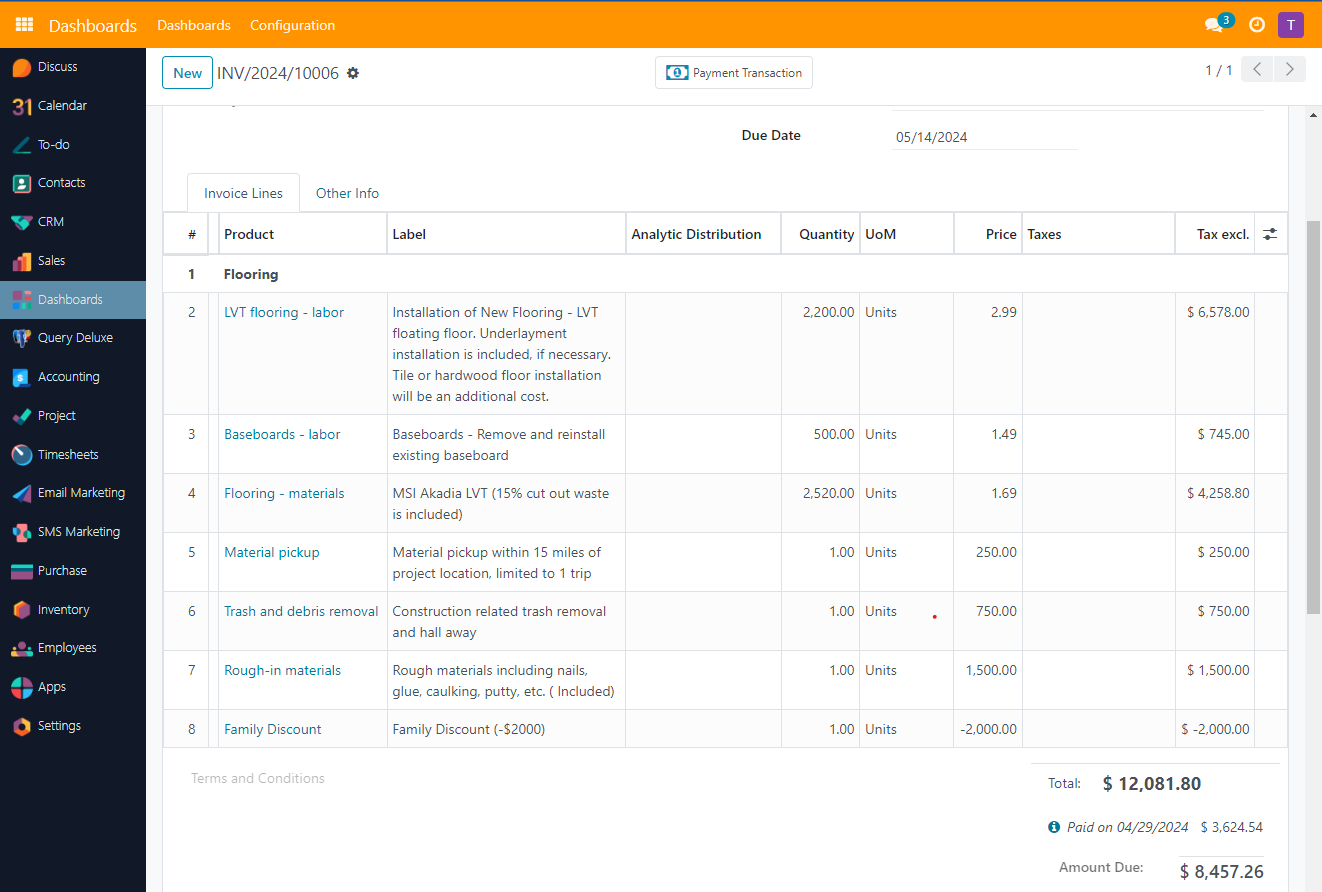 Dashboards Dashboards Configuration 3 T
Discuss
31 Calendar
To-do
Contacts
CRM
Sales
Dashboards
Query Deluxe
Accounting
Project
Timesheets
Email Marketing
SMS Marketing
Purchase
Inventory
Employees
Apps
Settings
New INV/2024/10006 Payment Transaction 1 / 1
Due Date 05/14/2024
Invoice Lines Other Info
# Product Label Analytic Distribution Quantity UoM Price Taxes Tax excl.
1 Flooring
2 LVT flooring - labor Installation of New Flooring - LVT 2,200.00 Units 2.99 $ 6,578.00
floating floor. Underlayment
installation is included, if necessary.
Tile or hardwood floor installation
will be an additional cost.
3 Baseboards - labor Baseboards - Remove and reinstall 500.00 Units 1.49 $ 745.00
existing baseboard
4 Flooring - materials MSI Akadia LVT (15% cut out waste 2,520.00 Units 1.69 $ 4,258.80
is included)
5 Material pickup Material pickup within 15 miles of 1.00 Units 250.00 $ 250.00
project location, limited to 1 trip
6 Trash and debris removal Construction related trash removal 1.00 Units 750.00 $ 750.00
and hall away
7 Rough-in materials Rough materials including nails, 1.00 Units 1,500.00 $ 1,500.00
glue, caulking, putty, etc. ( Included)
8 Family Discount Family Discount (-$2000) 1.00 Units -2,000.00 $ -2,000.00
Terms and Conditions
Total: $ 12,081.80
Paid on 04/29/2024 $ 3,624.54
Amount Due: $ 8,457.26